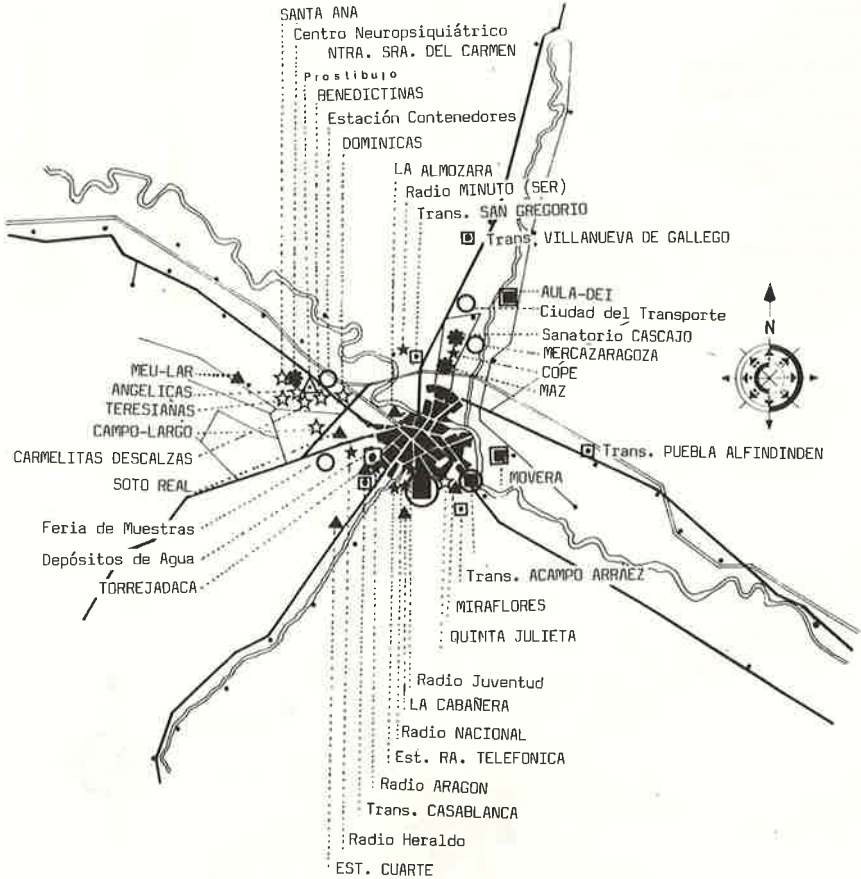 SANTA ANA
Centro Neuropsiquiátrico
NTRA. SRA. DEL CARMEN
Prostíbujo
BENEDICTINAS
Estación Contenedores
DOMINICAS
LA ALMOZARA
Radio MINUTO (SER)
Trans. SAN GREGORIO
Trans. VILLANUEVA DE GALLEGO
AULA-DEI
Ciudad del Transporte
Sanatorio CASCAJO
MERCAZARAGOZA
COPE
MAZ
N
MEU-LAR
ANGELICAS
TERESIAÑAS
CAMPO-LARGO
CARMELITAS DESCALZAS
SOTO REAL
Trans. PUEBLA ALFINDINDEN
MOVERA
Feria de Muestras
Depósitos de Agua
TORREJADACA
Trans. ACAMPO ARRÁEZ
MIRAFLORES
QUINTA JULIETA
Radio Juventud
LA CABAÑERA
Radio NACIONAL
Est. RA. TELEFONICA
Radio ARAGON
Trans. CASABLANCA
Radio Heraldo
EST. CUARTE